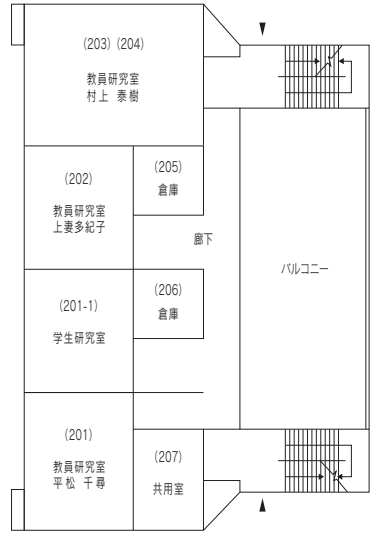 (203) (204)
教員研究室
村上 泰樹
(202)
教員研究室
上妻多紀子
(205)
倉庫
廊下
バルコニー
(206)
倉庫
(201-1)
学生研究室
(201)
教員研究室
平松 千尋
(207)
共用室